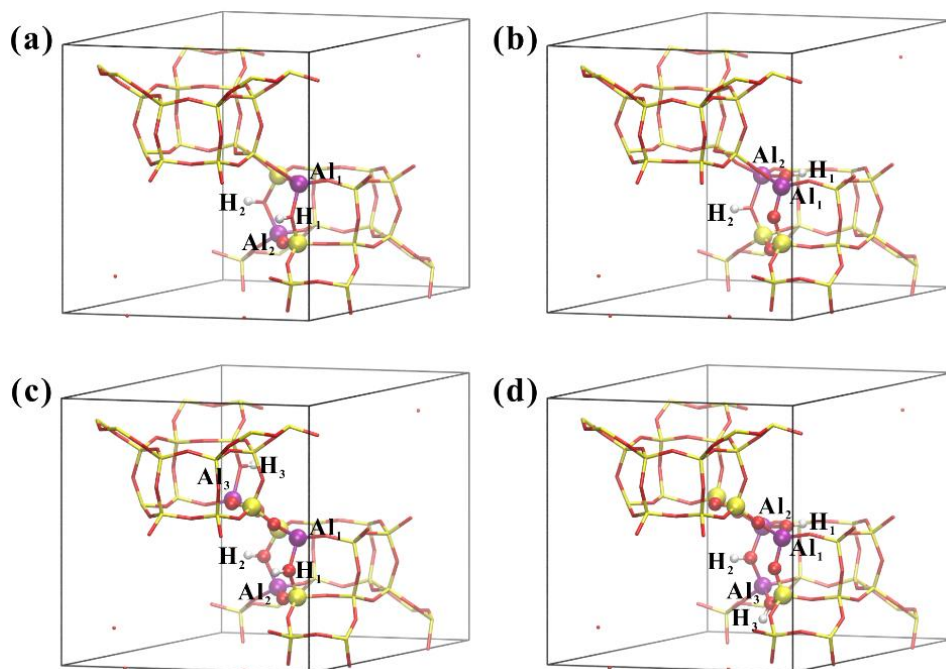 (a)
Al₁
H₂
H₁
Al₂
(b)
Al₂
H₁
Al₁
H₂
(c)
H₃
Al₃
Al₁
H₂
H₁
Al₂
(d)
Al₂
H₁
Al₁
H₂
Al₃
H₃